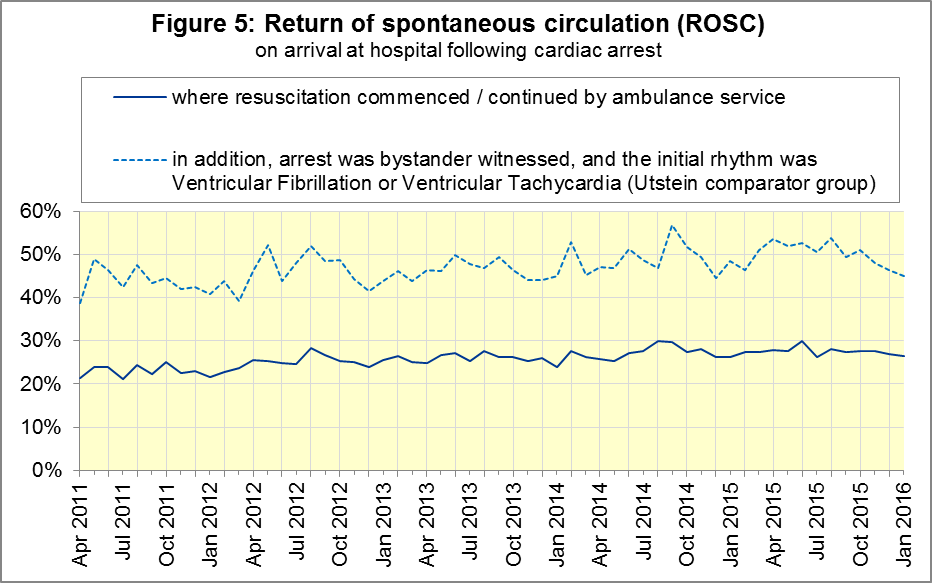 Figure 5: Return of spontaneous circulation (ROSC)
on arrival at hospital following cardiac arrest
where resuscitation commenced / continued by ambulance service
in addition, arrest was bystander witnessed, and the initial rhythm was
Ventricular Fibrillation or Ventricular Tachycardia (Utstein comparator group)
60%
50%
40%
30%
20%
10%
0%
Apr 2011
Jul 2011
Oct 2011
Jan 2012
Apr 2012
Jul 2012
Oct 2012
Jan 2013
Apr 2013
Jul 2013
Oct 2013
Jan 2014
Apr 2014
Jul 2014
Oct 2014
Jan 2015
Apr 2015
Jul 2015
Oct 2015
Jan 2016